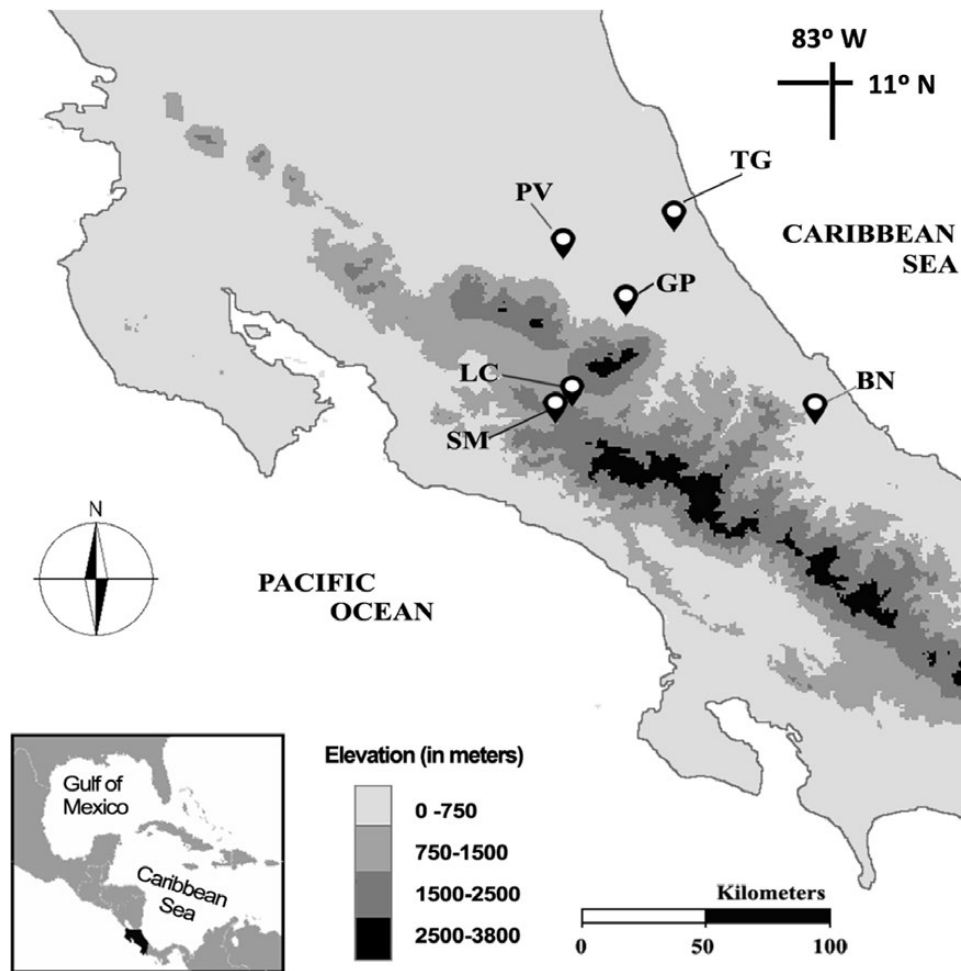 83º W
11º N
TG
PV
CARIBBEAN
SEA
GP
LC
BN
SM
N
PACIFIC
OCEAN
Gulf of
Mexico
Caribbean
Sea
Elevation (in meters)
0 -750
750-1500
1500-2500
2500-3800
Kilometers
0 50 100